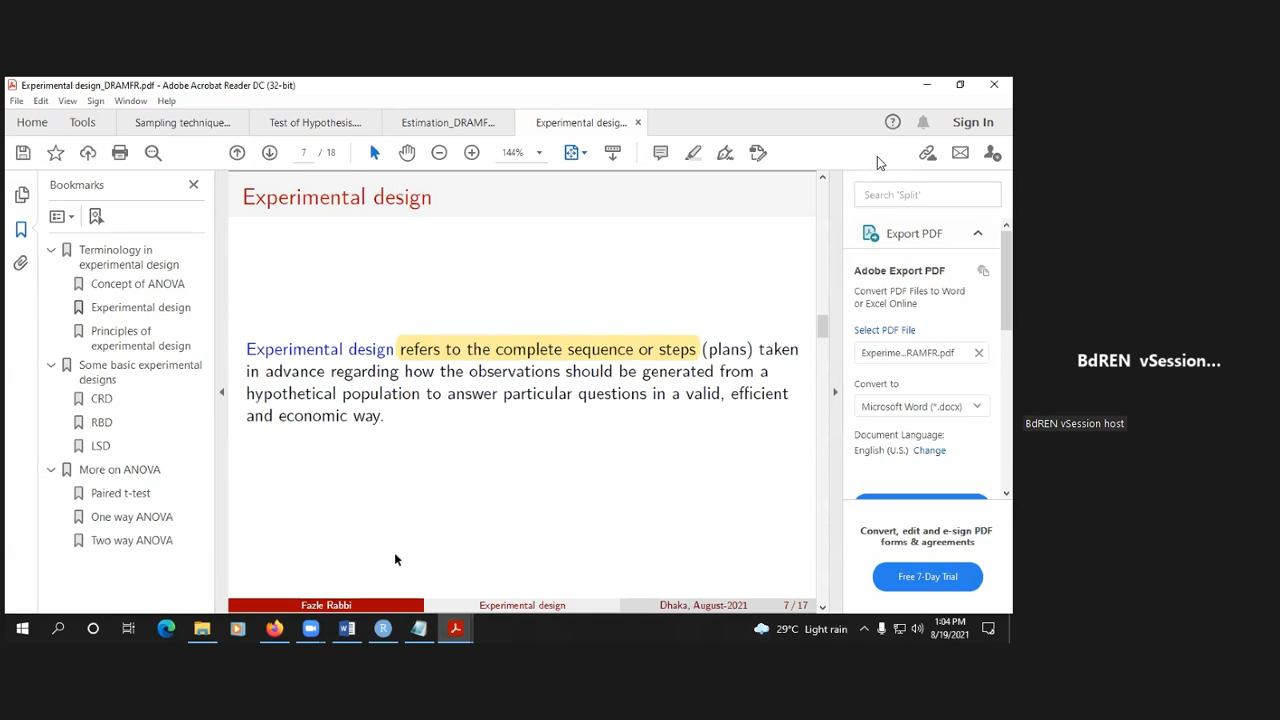 Experimental design_DRAMFR.pdf - Adobe Acrobat Reader DC (32-bit)
File Edit View Sign Window Help
Home Tools Sampling technique... Test of Hypothesis.... Estimation_DRAMF... Experimental desig... × Sign In
7 / 18 144%
Bookmarks
Terminology in
experimental design
Concept of ANOVA
Experimental design
Principles of
experimental design
Some basic experimental
designs
CRD
RBD
LSD
More on ANOVA
Paired t-test
One way ANOVA
Two way ANOVA
Experimental design
Experimental design refers to the complete sequence or steps (plans) taken
in advance regarding how the observations should be generated from a
hypothetical population to answer particular questions in a valid, efficient
and economic way.
Fazle Rabbi Experimental design Dhaka, August-2021 7 / 17
Search 'Split'
Export PDF
Adobe Export PDF
Convert PDF Files to Word
or Excel Online
Select PDF File
Experime...RAMFR.pdf
Convert to
Microsoft Word (*.docx)
Document Language:
English (U.S.) Change
Convert, edit and e-sign PDF
forms & agreements
Free 7-Day Trial
BdREN vSession...
BdREN vSession host
29°C Light rain
1:04 PM
8/19/2021